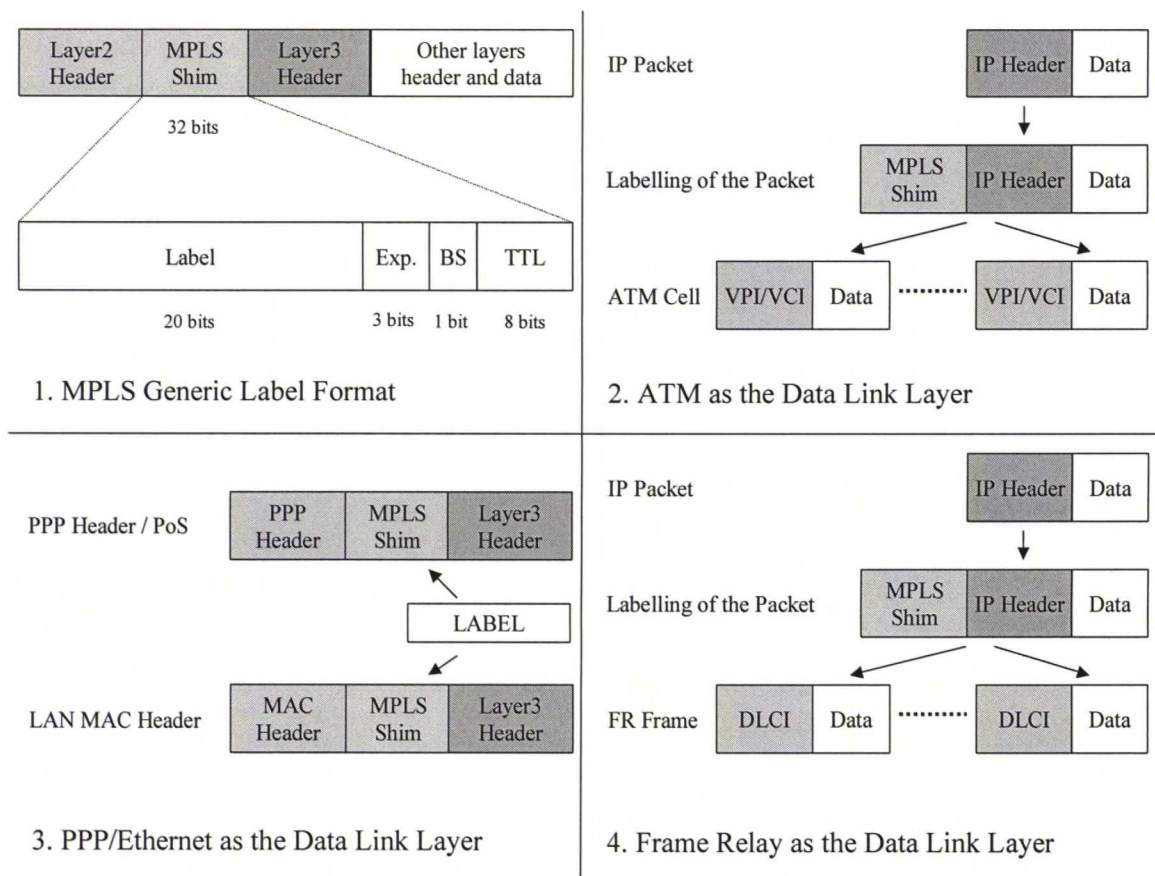 Layer2 Header
MPLS Shim
Layer3 Header
Other layers header and data
32 bits
Label
Exp.
BS
TTL
20 bits
3 bits
1 bit
8 bits
1. MPLS Generic Label Format
IP Packet
IP Header
Data
Labelling of the Packet
MPLS Shim
IP Header
Data
ATM Cell
VPI/VCI
Data
VPI/VCI
Data
2. ATM as the Data Link Layer
PPP Header / PoS
PPP Header
MPLS Shim
Layer3 Header
LABEL
LAN MAC Header
MAC Header
MPLS Shim
Layer3 Header
3. PPP/Ethernet as the Data Link Layer
IP Packet
IP Header
Data
Labelling of the Packet
MPLS Shim
IP Header
Data
FR Frame
DLCI
Data
DLCI
Data
4. Frame Relay as the Data Link Layer